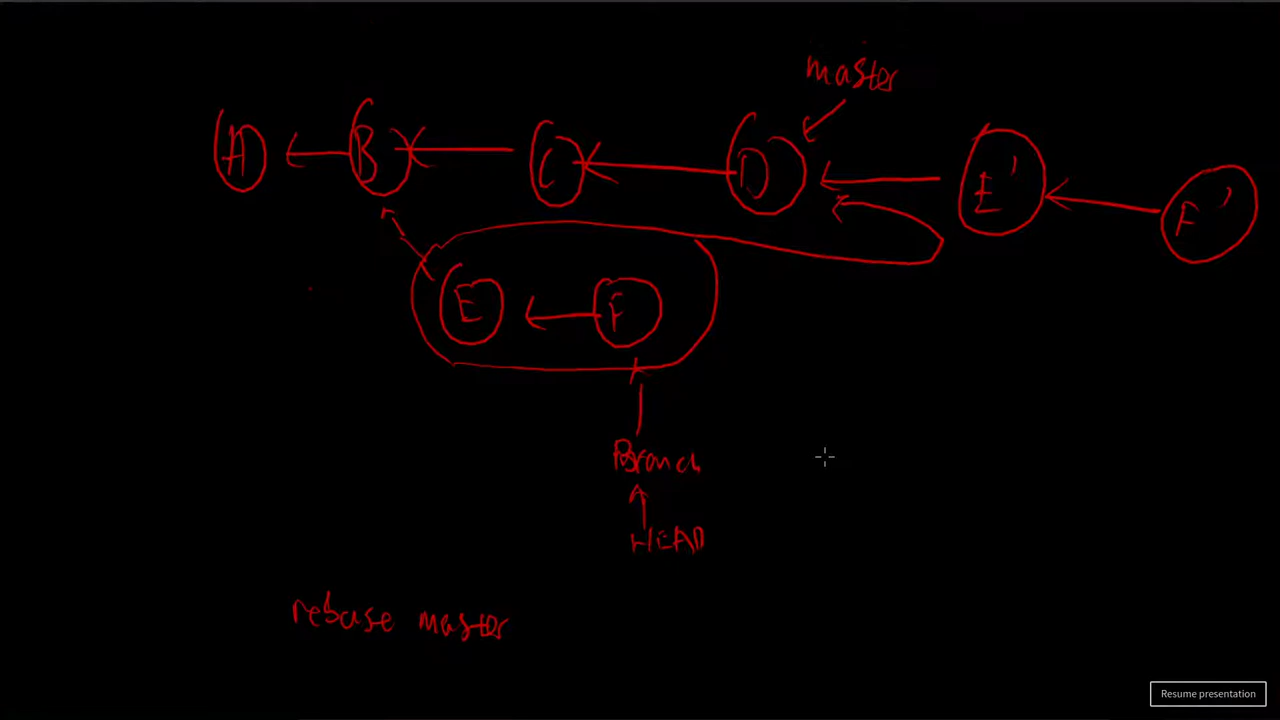 master
A B C D E' F'
E F
Branch
HEAD
rebase master
Resume presentation